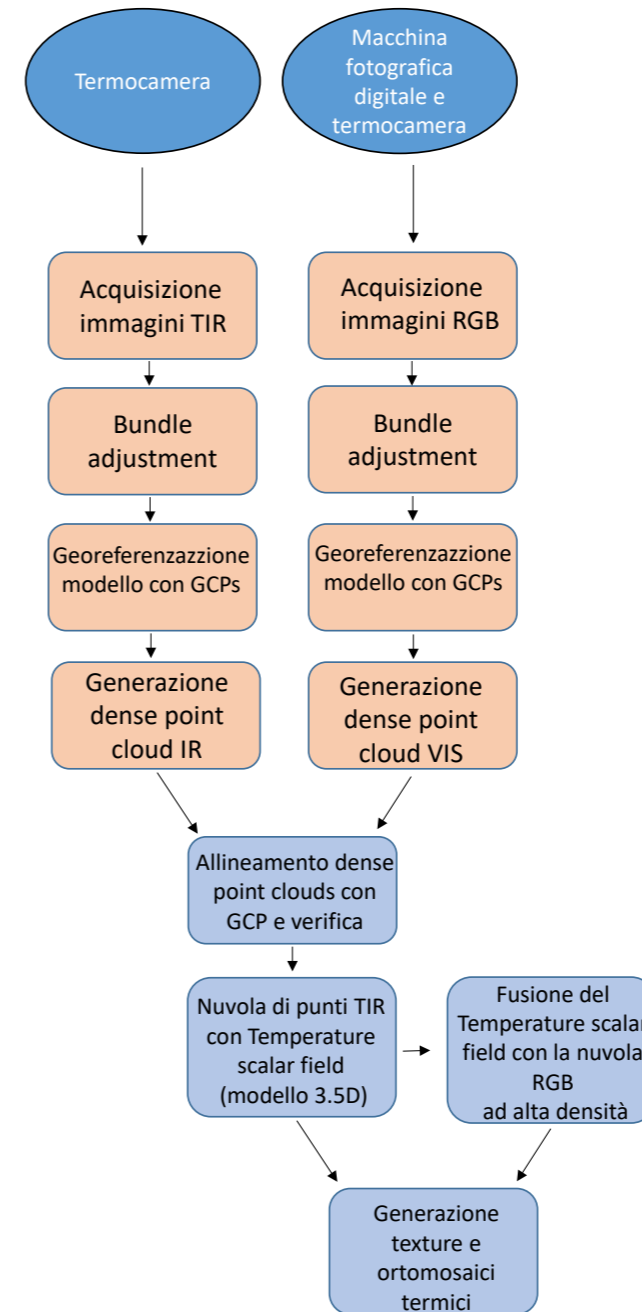 Termocamera
Macchina
fotografica
digitale e
termocamera
Acquisizione
immagini TIR
Acquisizione
immagini RGB
Bundle
adjustment
Bundle
adjustment
Georeferenzazzione
modello con GCPs
Georeferenzazzione
modello con GCPs
Generazione
dense point
cloud IR
Generazione
dense point
cloud VIS
Allineamento dense
point clouds con
GCP e verifica
Nuvola di punti TIR
con Temperature
scalar field
(modello 3.5D)
Fusione del
Temperature scalar
field con la nuvola
RGB
ad alta densità
Generazione
texture e
ortomosaici
termici